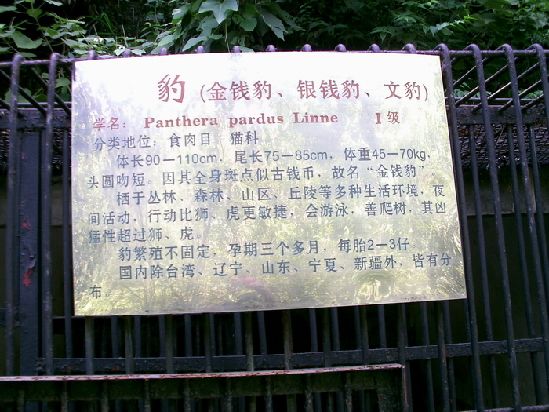 豹 (金钱豹、银钱豹、文豹)
学名: Panthera pardus Linne I级
分类地位: 食肉目 猫科
体长90—110cm, 尾长75—85cm, 体重45—70kg,
头圆吻短。因其全身斑点似古钱币, 故名“金钱豹”
栖于丛林、森林、山区、丘陵等多种生活环境, 夜
间活动, 行动比狮、虎更敏捷, 会游泳, 善爬树, 其凶
猛性超过狮、虎。
豹繁殖不固定, 孕期三个多月, 每胎2—3仔
国内除台湾、辽宁、山东、宁夏、新疆外, 皆有分
布。